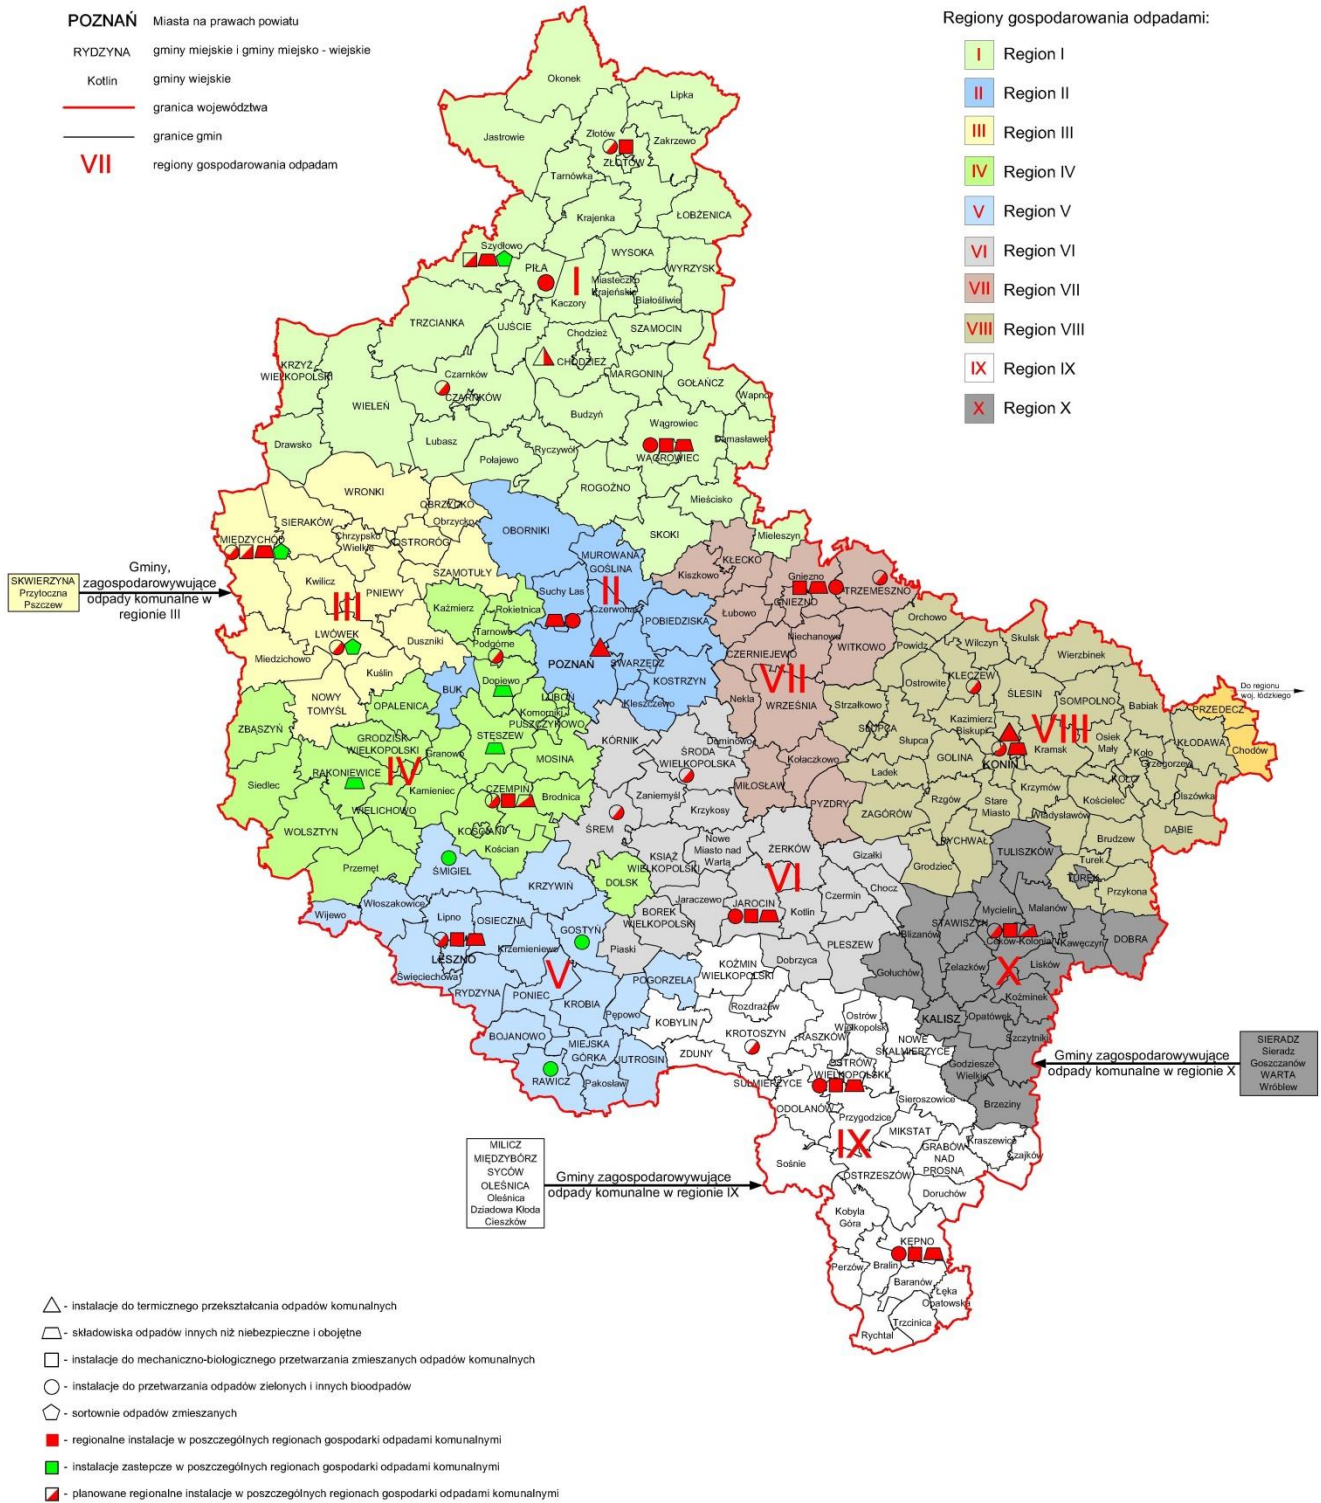 POZNAŃ Miasta na prawach powiatu
RYDZYNA gminy miejskie i gminy miejsko - wiejskie
Kotlin gminy wiejskie
granica województwa
granice gmin
VII regiony gospodarowania odpadam
Regiony gospodarowania odpadami:
I Region I
II Region II
III Region III
IV Region IV
V Region V
VI Region VI
VII Region VII
VIII Region VIII
IX Region IX
X Region X
Okonek
Lipka
Jastrowie
Złotów
Zakrzewo
ZŁOTÓW
Tarnówka
Krajenka
ŁOBŻENICA
Szydłowo
WYSOKA
PIŁA
I
WYRZYSK
Miasteczko
Krajeńskie
Białośliwie
Kaczory
TRZCIANKA
UJŚCIE
Chodzież
SZAMOCIN
CHODZIEŻ
KRZYŻ
WIELKOPOLSKI
MARGONIN
GOŁAŃCZ
Czarnków
CZARNKÓW
WIELEŃ
Wapno
Budzyń
Wągrowiec
Drawsko
Lubasz
Ryczywół
Damasławek
WĄGROWIEC
Połajewo
ROGOŹNO
Mieścisko
SKOKI
Mieleszyn
WRONKI
OBRZYCKO
Obrzycko
SIERAKÓW
OSTRORÓG
Chrzypsko
Wielkie
MIĘDZYCHÓD
OBORNIKI
MUROWANA
GOŚLINA
SZAMOTUŁY
Kwilicz
PNIEWY
III
II
Kaźmierz
Rokietnica
Suchy Las
Czerwonak
POBIEDZISKA
LWÓWEK
Duszniki
Tarnowo
Podgórne
Miedzichowo
Kuślin
POZNAŃ
SWARZĘDZ
KOSTRZYN
Kleszczewo
NOWY
TOMYŚL
BUK
Dopiewo
LUBOŃ
Komorniki
PUSZCZYKOWO
KŁECKO
Kiszkowo
Gniezno
GNIEZNO
TRZEMESZNO
Łubowo
Niechanowo
CZERNIEJEWO
WITKOWO
VII
Nekla
WRZEŚNIA
Kołaczkowo
MIŁOSŁAW
PYZDRY
Orchowo
Powidz
Wilczyn
Skulsk
Wierzbinek
KLECZEW
Ostrowite
ŚLESIN
SOMPOLNO
Babiak
PRZEDECZ
Strzałkowo
Kazimierz
Biskupi
VIII
KŁODAWA
Chodów
SŁUPCA
Słupca
GOLINA
KONIN
Kramsk
Osiek
Mały
Koło
Grzegorzew
KOŁO
Lądek
Krzymów
Kościelec
Olszówka
ZAGÓRÓW
Rzgów
Stare
Miasto
Władysławów
DĄBIE
RYCHWAŁ
Brudzew
Grodziec
Turek
TUREK
Przykona
Do regionu
woj. łódzkiego
ZBĄSZYŃ
OPALENICA
GRODZISK
WIELKOPOLSKI
Granowo
STĘSZEW
MOSINA
Siedlec
RAKONIEWICE
IV
Kamieniec
CZEMPIŃ
Brodnica
WOLSZTYN
WIELICHOWO
KOŚCIAN
Kościan
Przemęt
DOLSK
KÓRNIK
ŚRODA
WIELKOPOLSKA
Dominowo
Zaniemyśl
Krzykosy
ŚREM
Nowe
Miasto nad
Wartą
KSIĄŻ
WIELKOPOLSKI
ŻERKÓW
Gizałki
VI
Jaraczewo
JAROCIN
Kotlin
Czermin
Chocz
BOREK
WIELKOPOLSKI
PLESZEW
Piaski
Dobrzyca
ŚMIGIEL
KRZYWIŃ
Wijewo
Włoszakowice
Lipno
OSIECZNA
GOSTYŃ
LESZNO
Krzemieniewo
Święciechowa
V
POGORZELA
RYDZYNA
PONIEC
KROBIA
Pępowo
BOJANOWO
MIEJSKA
GÓRKA
JUTROSIN
RAWICZ
Pakosław
TULISZKÓW
STAWISZYN
Mycielin
Malanów
Blizanów
Ceków-Kolonia
Kawęczyn
DOBRA
Gołuchów
Żelazków
X
Lisków
Koźminek
KALISZ
Opatówek
Szczytniki
Godziesze
Wielkie
Brzeziny
KOŹMIN
WIELKOPOLSKI
Rozdrażew
KOBYLIN
KROTOSZYN
RASZKÓW
Ostrów
Wielkopolski
NOWE
SKALMIERZYCE
ZDUNY
OSTRÓW
WIELKOPOLSKI
SULMIERZYCE
Sieroszowice
ODOLANÓW
Przygodzice
MIKSTAT
Kraszewice
Czajków
IX
GRABÓW
NAD
PROSNĄ
Sośnie
OSTRZESZÓW
Doruchów
Kobyla
Góra
KĘPNO
Perzów
Bralin
Baranów
Łęka
Opatowska
Trzcinica
Rychtal
SKWIERZYNA
Przytoczna
Pszczew
Gminy,
zagospodarowywujące
odpady komunalne w
regionie III
Gminy zagospodarowywujące
odpady komunalne w regionie X
SIERADZ
Sieradz
Goszczanów
WARTA
Wróblew
MILICZ
MIĘDZYBÓRZ
SYCÓW
OLEŚNICA
Oleśnica
Dziadowa Kłoda
Cieszków
Gminy zagospodarowywujące
odpady komunalne w regionie IX
- instalacje do termicznego przekształcania odpadów komunalnych
- składowiska odpadów innych niż niebezpieczne i obojętne
- instalacje do mechaniczno-biologicznego przetwarzania zmieszanych odpadów komunalnych
- instalacje do przetwarzania odpadów zielonych i innych bioodpadów
- sortownie odpadów zmieszanych
- regionalne instalacje w poszczególnych regionach gospodarki odpadami komunalnymi
- instalacje zastepcze w poszczególnych regionach gospodarki odpadami komunalnymi
- planowane regionalne instalacje w poszczególnych regionach gospodarki odpadami komunalnymi